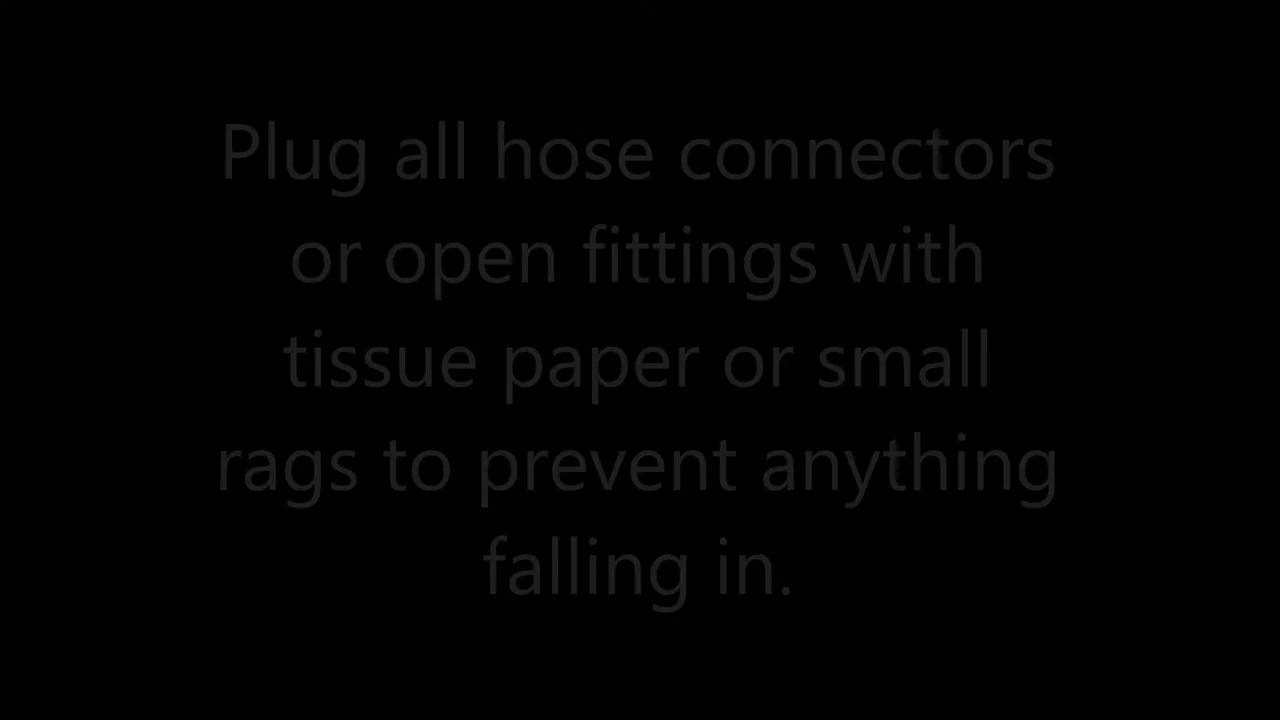 Plug all hose connectors
or open fittings with
tissue paper or small
rags to prevent anything
falling in.